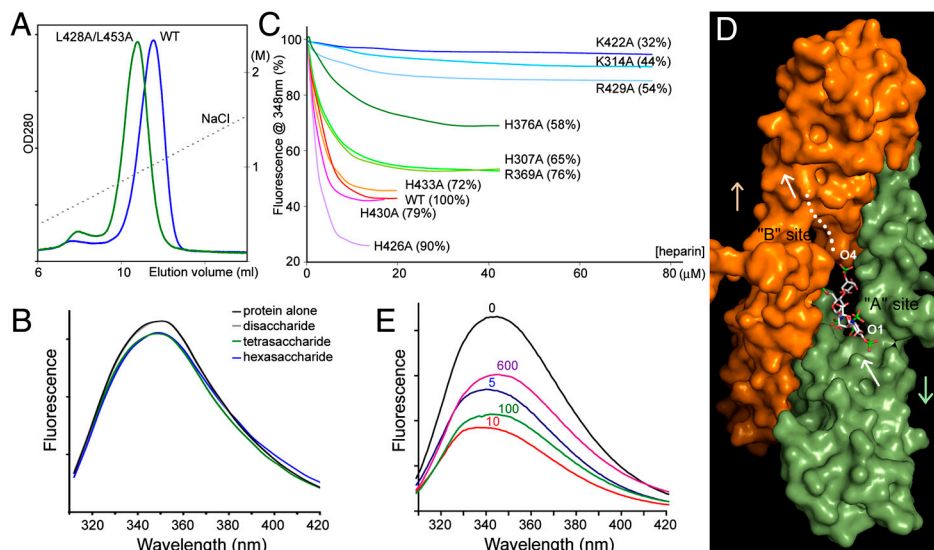 A
L428A/L453A
WT
(M)
2
NaCl
1
OD280
6
10
14
Elution volume (ml)
B
protein alone
disaccharide
tetrasaccharide
hexasaccharide
Fluorescence
320
340
360
380
400
420
Wavelength (nm)
C
Fluorescence @ 348nm (%)
100
80
60
40
20
K422A (32%)
K314A (44%)
R429A (54%)
H376A (58%)
H307A (65%)
R369A (76%)
H433A (72%)
WT (100%)
H430A (79%)
H426A (90%)
[heparin]
0
20
40
60
80
(μM)
E
0
600
5
100
10
Fluorescence
300
320
340
360
380
400
420
Wavelength (nm)
D
"B" site
O4
"A" site
O1